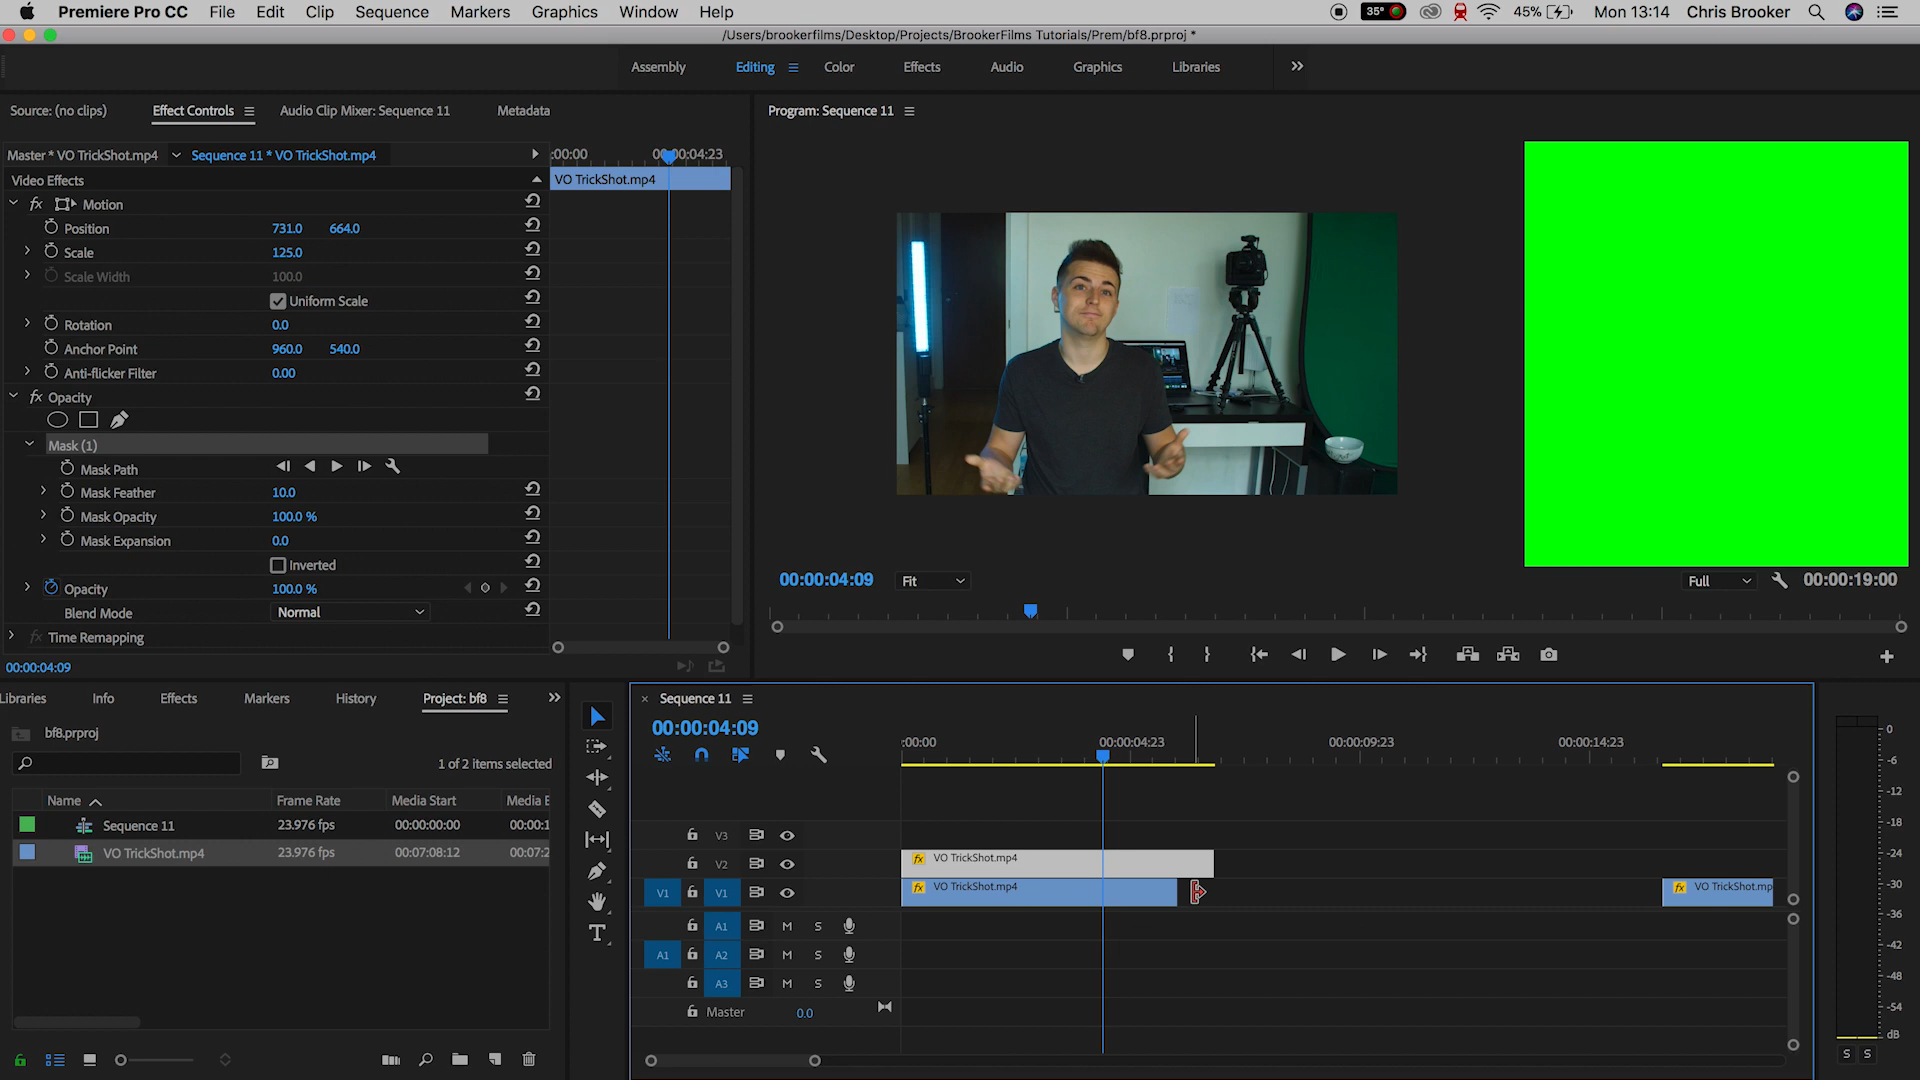 Premiere Pro CC File Edit Clip Sequence Markers Graphics Window Help 35° 45% Mon 13:14 Chris Brooker
/Users/brookerfilms/Desktop/Projects/BrookerFilms Tutorials/Prem/bf8.prproj *
Assembly Editing Color Effects Audio Graphics Libraries
Source: (no clips) Effect Controls Audio Clip Mixer: Sequence 11 Metadata
Program: Sequence 11
Master * VO TrickShot.mp4 Sequence 11 * VO TrickShot.mp4
:00:00 00:00:04:23
Video Effects
VO TrickShot.mp4
fx Motion
Position 731.0 664.0
Scale 125.0
Scale Width 100.0
Uniform Scale
Rotation 0.0
Anchor Point 960.0 540.0
Anti-flicker Filter 0.00
fx Opacity
Mask (1)
Mask Path
Mask Feather 10.0
Mask Opacity 100.0 %
Mask Expansion 0.0
Inverted
Opacity 100.0 %
Blend Mode Normal
fx Time Remapping
00:00:04:09
00:00:04:09 Fit Full 00:00:19:00
Libraries Info Effects Markers History Project: bf8
bf8.prproj
1 of 2 items selected
Name Frame Rate Media Start Media E
Sequence 11 23.976 fps 00:00:00:00 00:00:1
VO TrickShot.mp4 23.976 fps 00:07:08:12 00:07:2
Sequence 11
00:00:04:09
:00:00 00:00:04:23 00:00:09:23 00:00:14:23
V3
V2 fx VO TrickShot.mp4
V1 V1 fx VO TrickShot.mp4 fx VO TrickShot.mp
A1 M S
A1 A2 M S
A3 M S
Master 0.0
0
-6
-12
-18
-24
-30
-36
-42
-48
-54
dB
S S